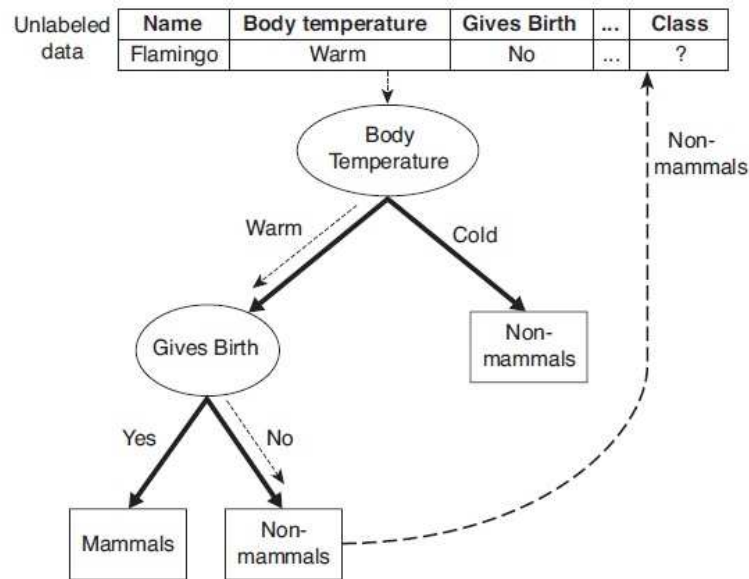 Unlabeled data
Name Body temperature Gives Birth ... Class
Flamingo Warm No ... ?
Body
Temperature
Non-
mammals
Warm
Cold
Gives Birth
Non-
mammals
Yes
No
Mammals
Non-
mammals